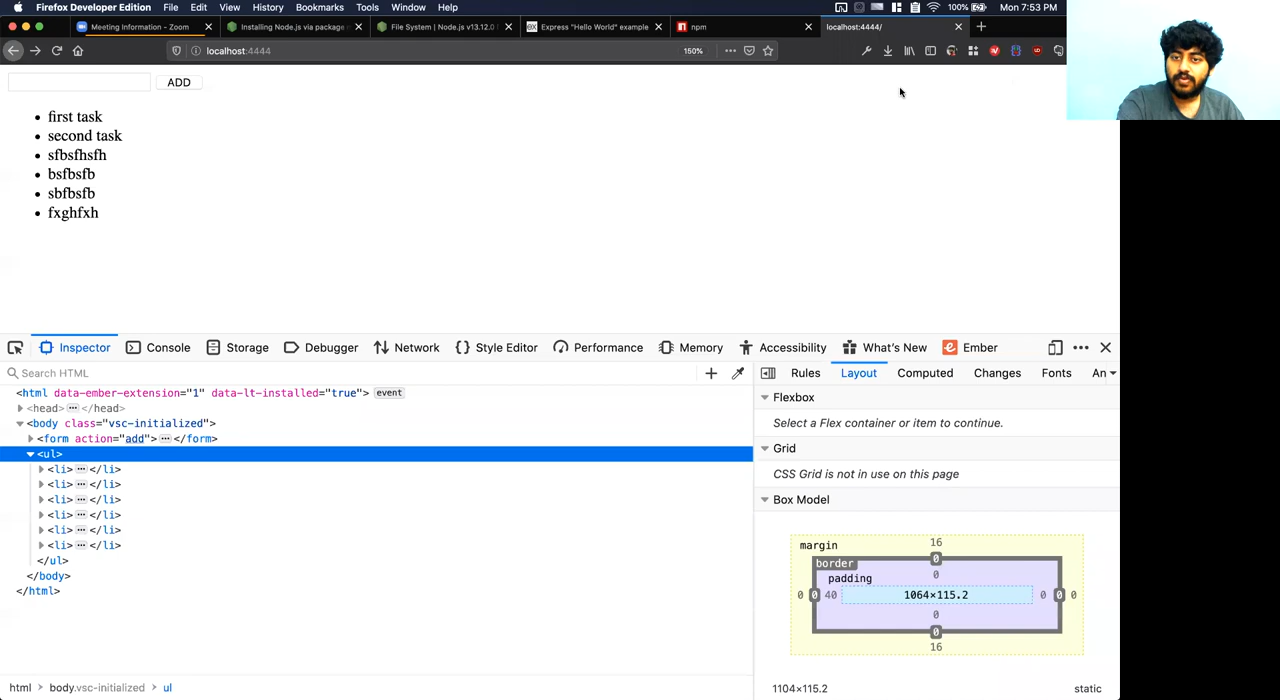 Firefox Developer Edition File Edit View History Bookmarks Tools Window Help 100% Mon 7:53 PM
Meeting Information - Zoom Installing Node.js via package File System | Node.js v13.12.0 Express "Hello World" example npm localhost:4444/
localhost:4444 150%
ADD
• first task
• second task
• sfbsfhsfh
• bsfbsfb
• sbfbsfb
• fxghfxh
Inspector Console Storage Debugger Network Style Editor Performance Memory Accessibility What's New Ember
Search HTML Rules Layout Computed Changes Fonts An
<html data-ember-extension="1" data-lt-installed="true"> event
<head> ••• </head>
<body class="vsc-initialized">
<form action="add"> ••• </form>
<ul>
<li> ••• </li>
<li> ••• </li>
<li> ••• </li>
<li> ••• </li>
<li> ••• </li>
<li> ••• </li>
</ul>
</body>
</html>
Flexbox
Select a Flex container or item to continue.
Grid
CSS Grid is not in use on this page
Box Model
margin 16
border 0
padding 0
0 0 40 1064×115.2 0 0 0
0
0
16
html > body.vsc-initialized > ul
1104×115.2 static